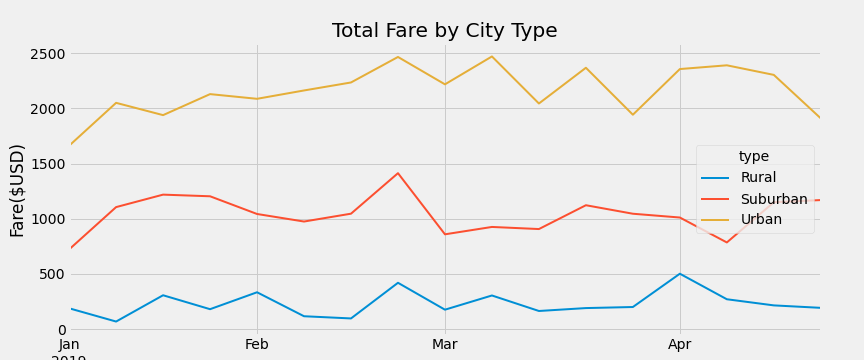 Total Fare by City Type
2500
2000
1500
1000
500
0
Fare($USD)
type
Rural
Suburban
Urban
Jan
Feb
Mar
Apr
2019